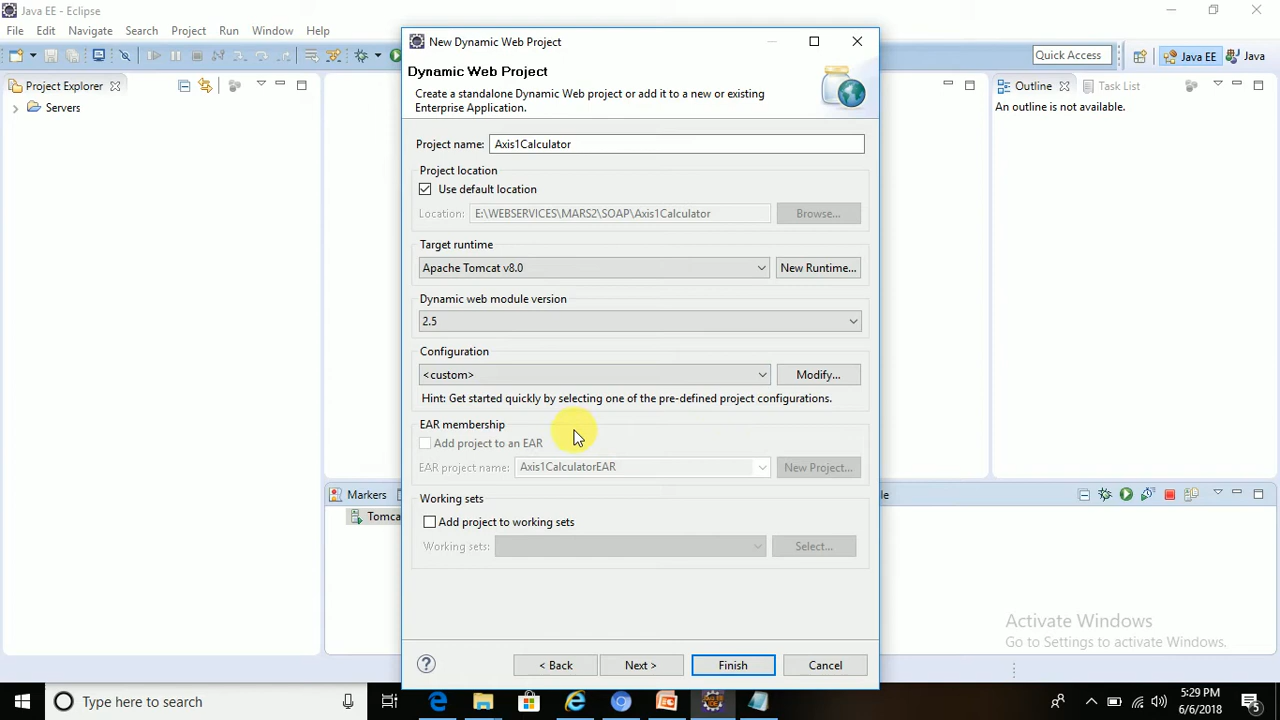 Java EE - Eclipse
File Edit Navigate Search Project Run Window Help
Quick Access
Java EE
Java
Project Explorer
Servers
Outline
Task List
An outline is not available.
New Dynamic Web Project
Dynamic Web Project
Create a standalone Dynamic Web project or add it to a new or existing
Enterprise Application.
Project name: Axis1Calculator
Project location
Use default location
Location: E:\WEBSERVICES\MARS2\SOAP\Axis1Calculator Browse...
Target runtime
Apache Tomcat v8.0 New Runtime...
Dynamic web module version
2.5
Configuration
<custom> Modify...
Hint: Get started quickly by selecting one of the pre-defined project configurations.
EAR membership
Add project to an EAR
EAR project name: Axis1CalculatorEAR New Project...
Working sets
Add project to working sets
Working sets: Select...
? < Back Next > Finish Cancel
Markers
Tomca
Activate Windows
Go to Settings to activate Windows.
Type here to search
5:29 PM
6/6/2018
5